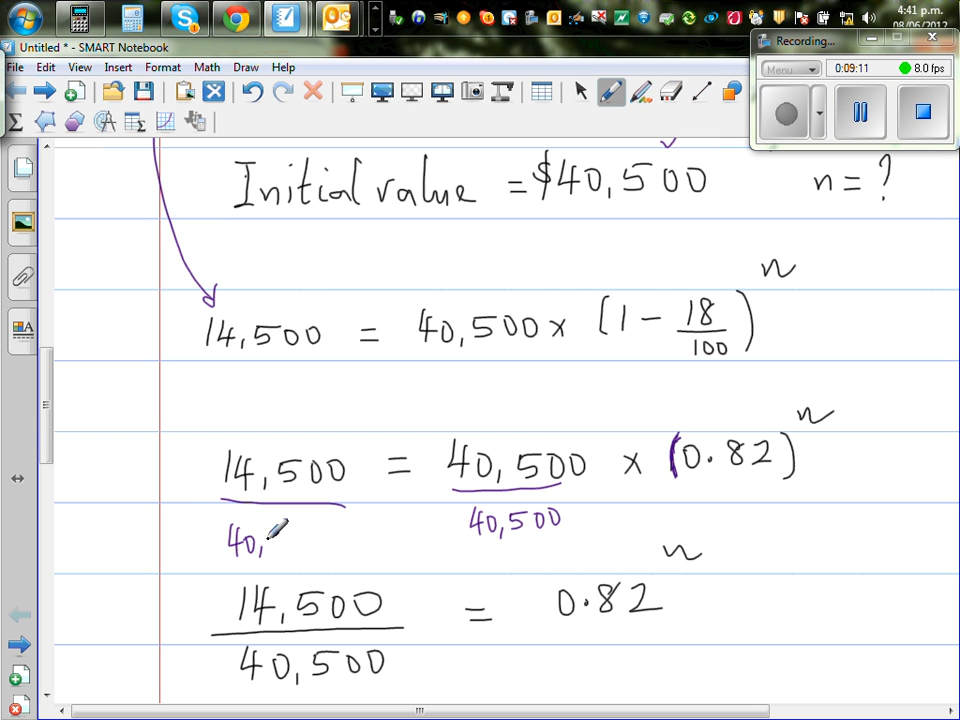 4:41 p.m.
08/06/2012
Untitled * - SMART Notebook
File Edit View Insert Format Math Draw Help
Recording...
Menu
0:09:11
8.0 fps
Initial value = $40,500 n = ?
14,500 = 40,500 × (1 - 18/100)^n
14,500 = 40,500 × (0.82)^n
40, 40,500
14,500 = 0.82^n
40,500